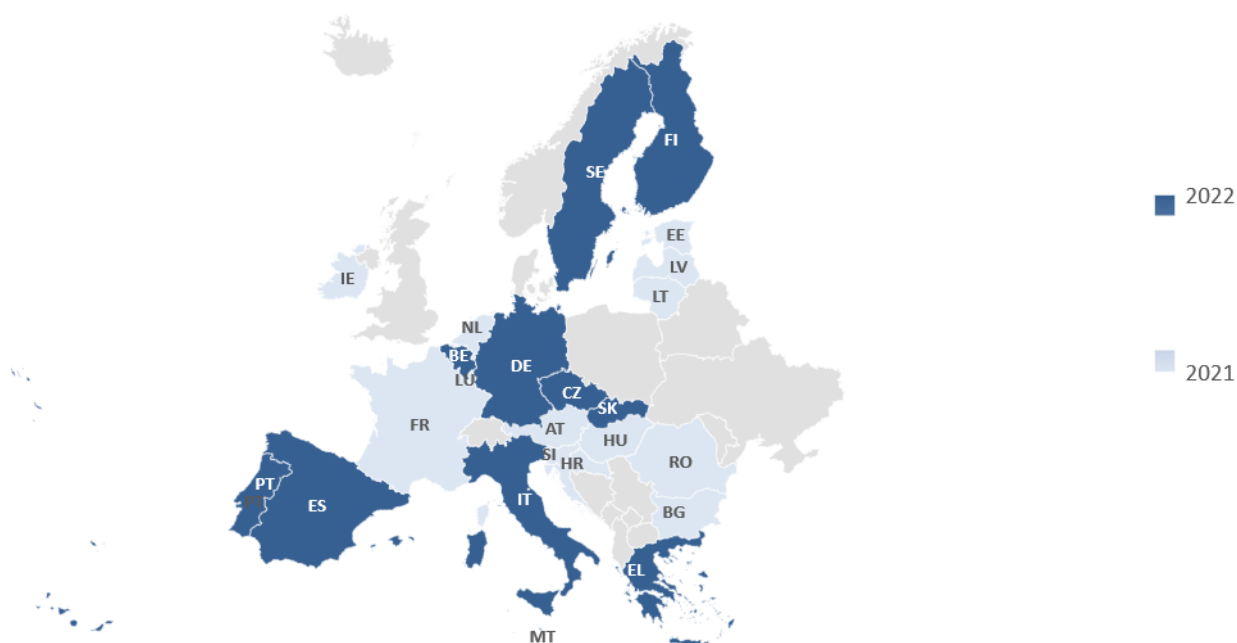 FI
SE
2022
EE
LV
IE
LT
NL
BE
DE
2021
LU
CZ
SK
FR
AT
HU
SI
HR
RO
PT
ES
IT
BG
EL
MT